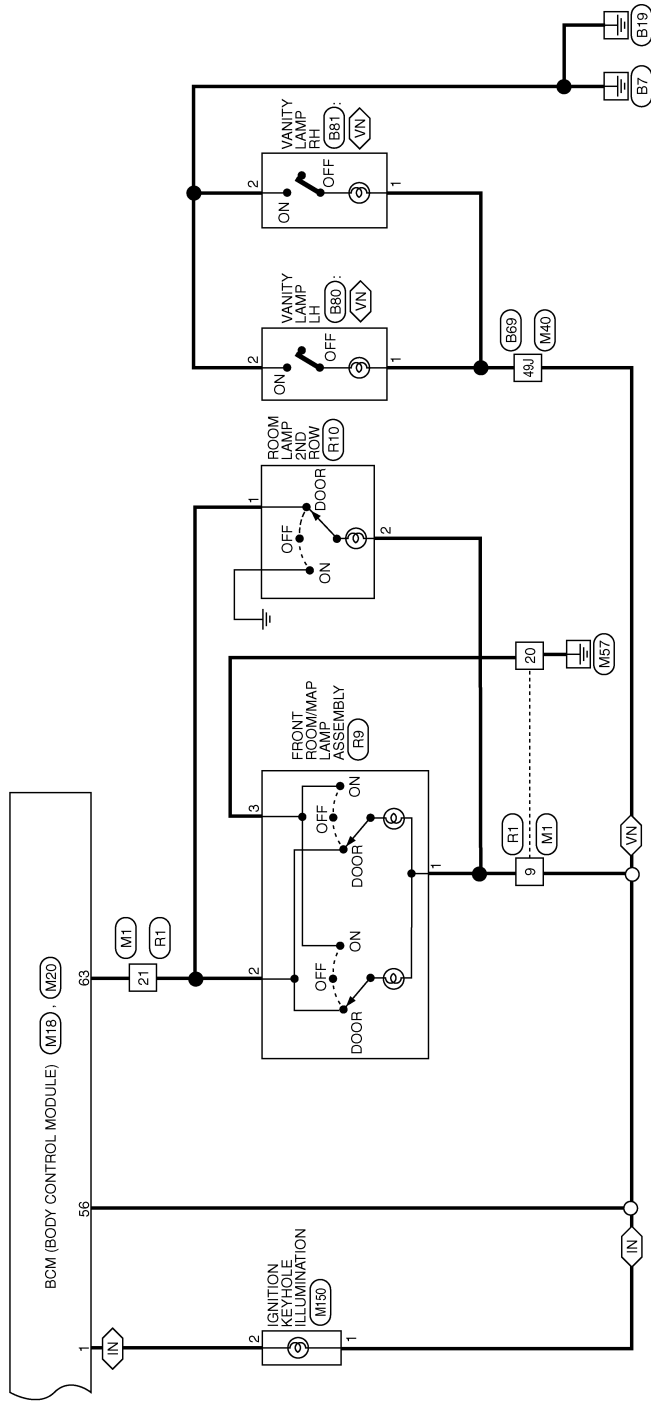 BCM (BODY CONTROL MODULE) M18 , M20
1
56
63
IN
M1
21
R1
2
IGNITION
KEYHOLE
ILLUMINATION
M150
1
2
3
FRONT
ROOM/MAP
LAMP
ASSEMBLY
R9
DOOR
OFF
ON
DOOR
OFF
ON
1
1
ROOM
LAMP
2ND
ROW
R10
DOOR
OFF
ON
2
2
VANITY
LAMP
LH
B80 :
VN
ON
OFF
1
2
VANITY
LAMP
RH
B81 :
VN
ON
OFF
1
R1
9
M1
20
M57
B69
49J
M40
B7
B19
IN
VN